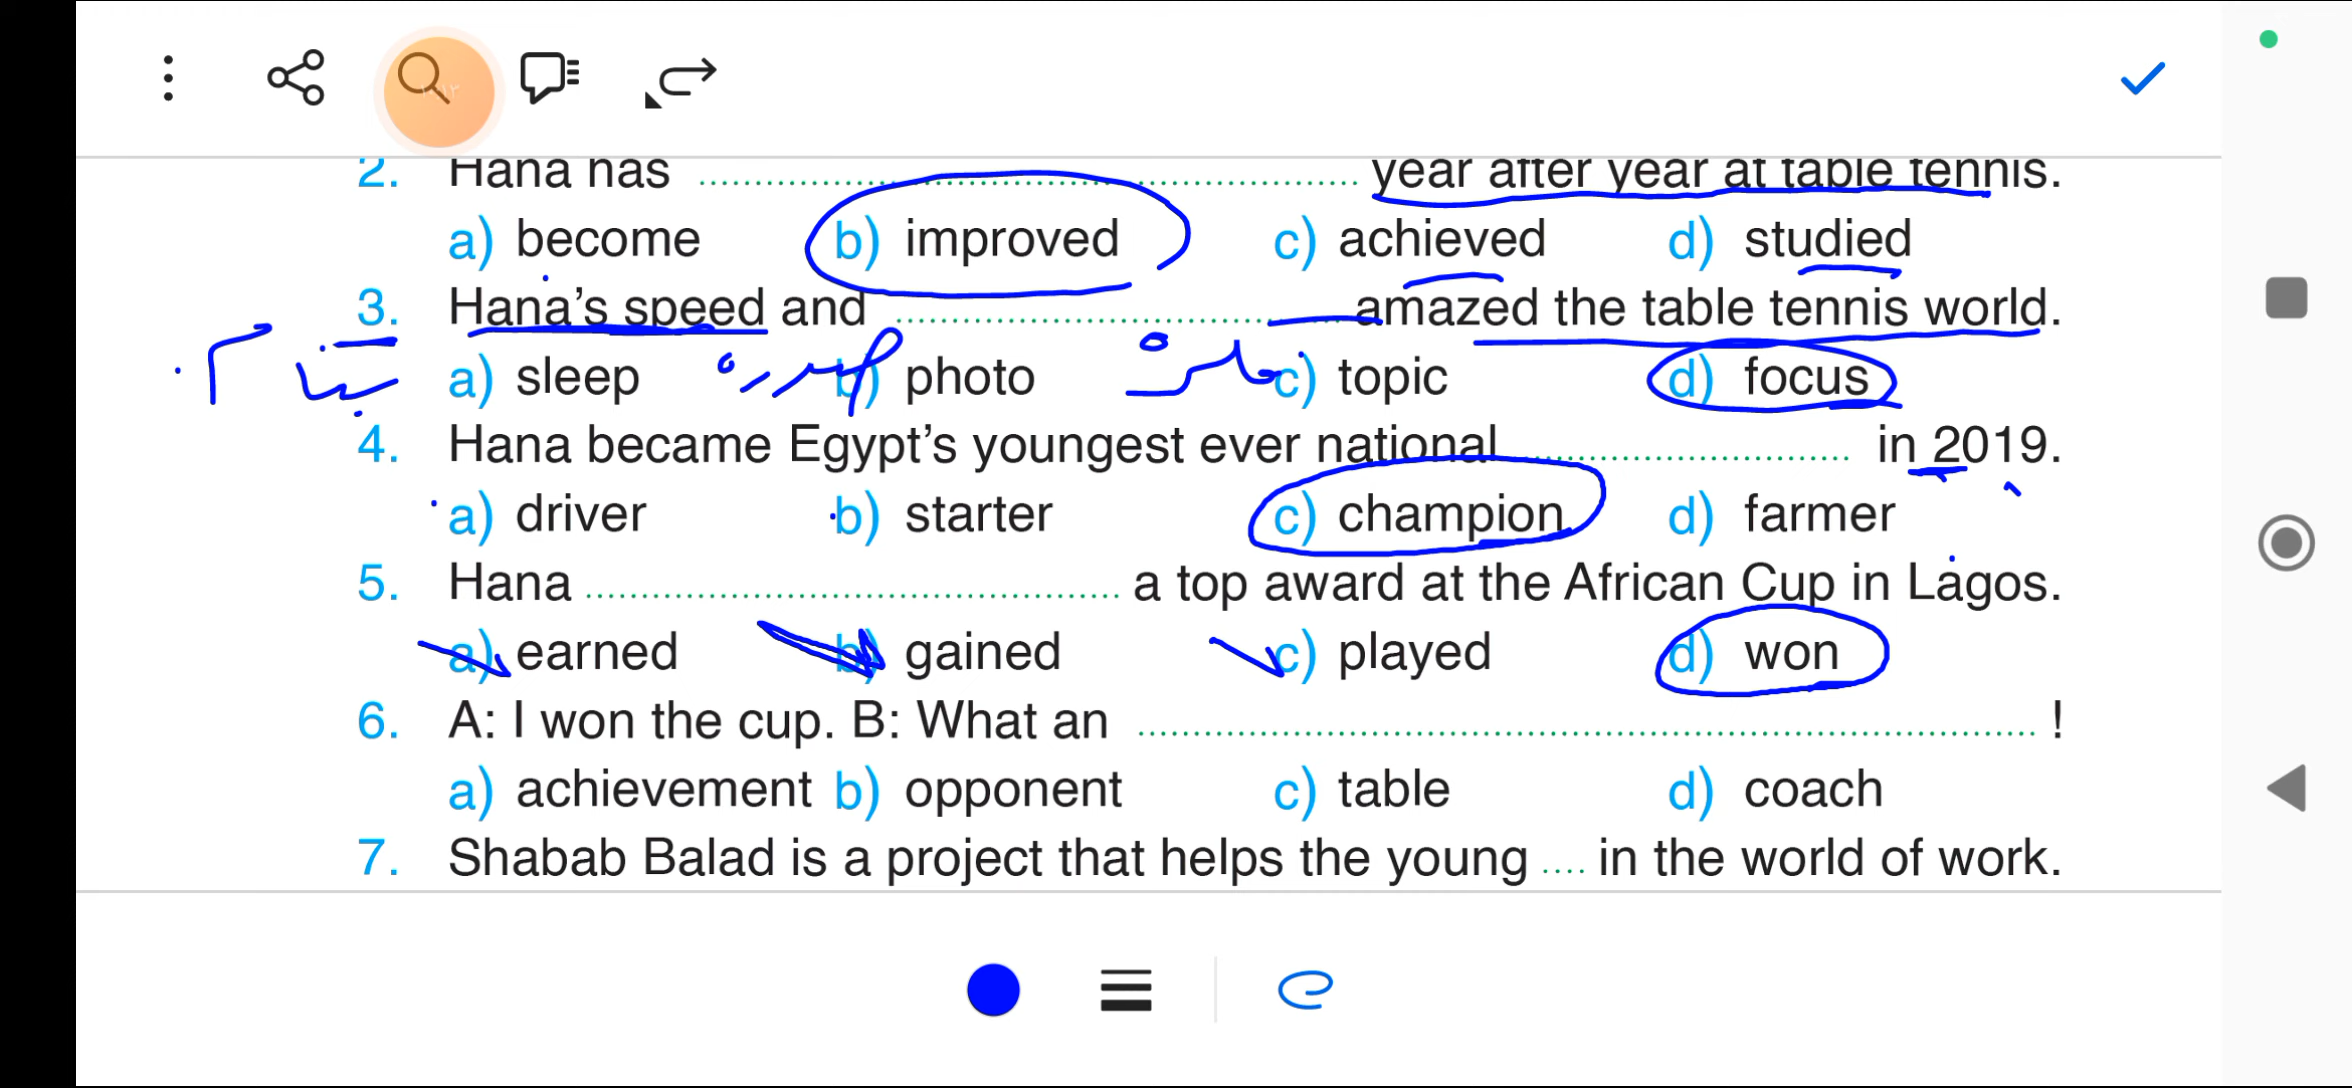 2. Hana has ........................ year after year at table tennis.
a) become b) improved c) achieved d) studied
3. Hana's speed and ........................ amazed the table tennis world.
a) sleep b) photo c) topic d) focus
4. Hana became Egypt's youngest ever national ........................ in 2019.
a) driver b) starter c) champion d) farmer
5. Hana ........................ a top award at the African Cup in Lagos.
a) earned b) gained c) played d) won
6. A: I won the cup. B: What an ........................ !
a) achievement b) opponent c) table d) coach
7. Shabab Balad is a project that helps the young .... in the world of work.